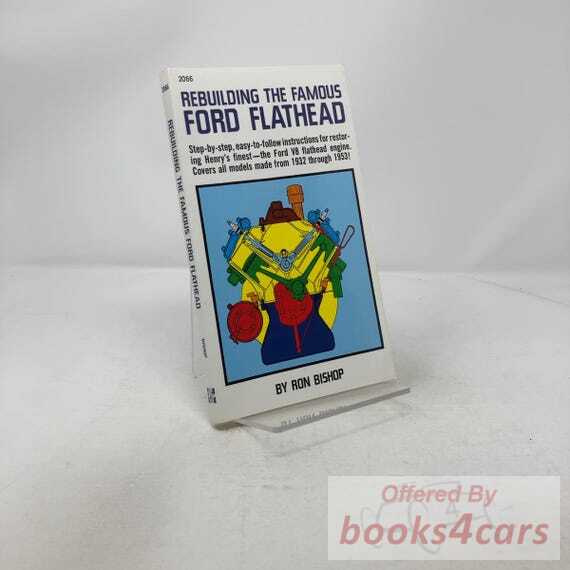 2066
REBUILDING THE FAMOUS
FORD FLATHEAD
Step-by-step, easy-to-follow instructions for restor-
ing Henry's finest—the Ford V8 flathead engine.
Covers all models made from 1932 through 1953!
BY RON BISHOP
2066
REBUILDING THE FAMOUS FORD FLATHEAD
BISHOP
Offered By
books4cars